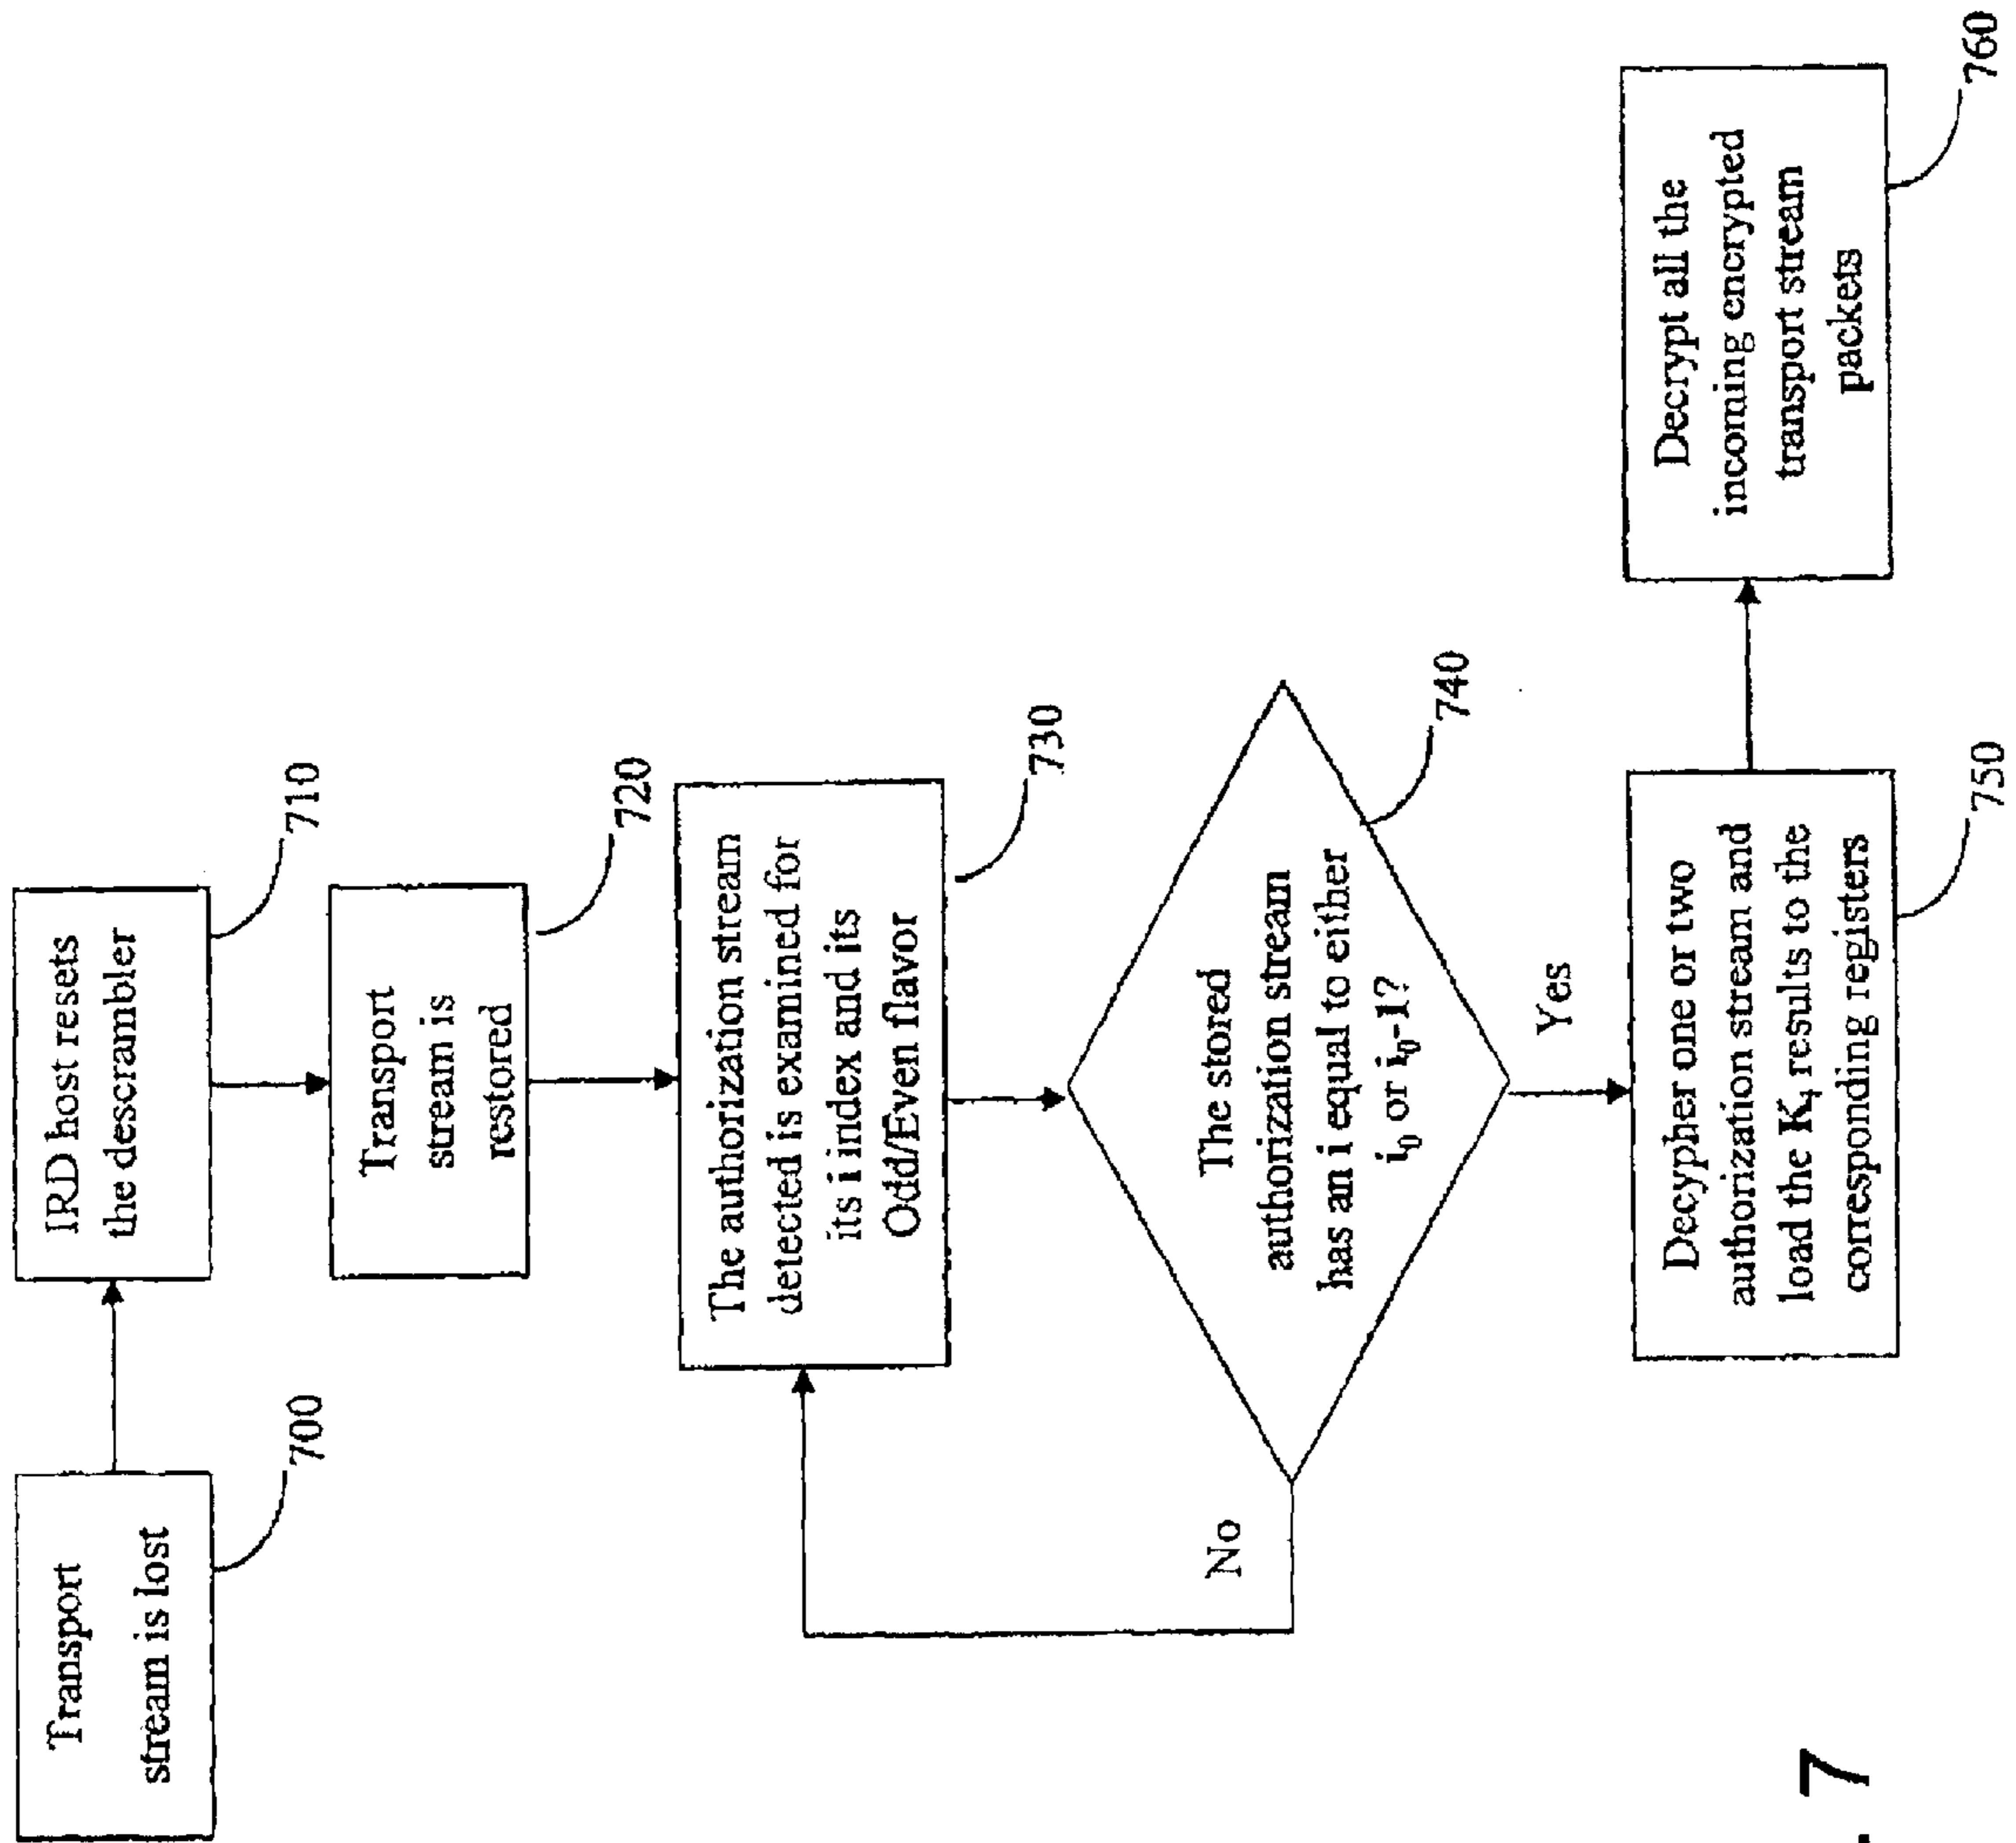 Transport
stream is lost
700
IRD host resets
the descrambler
710
Transport
stream is
restored
720
The authorization stream
detected is examined for
its i index and its
Odd/Even flavor
730
The stored
authorization stream
has an i equal to either
i₀ or i₀-1?
740
No
Yes
Decypher one or two
authorization stream and
load the K₄ results to the
corresponding registers
750
Decrypt all the
incoming encrypted
transport stream
packets
760
. 7